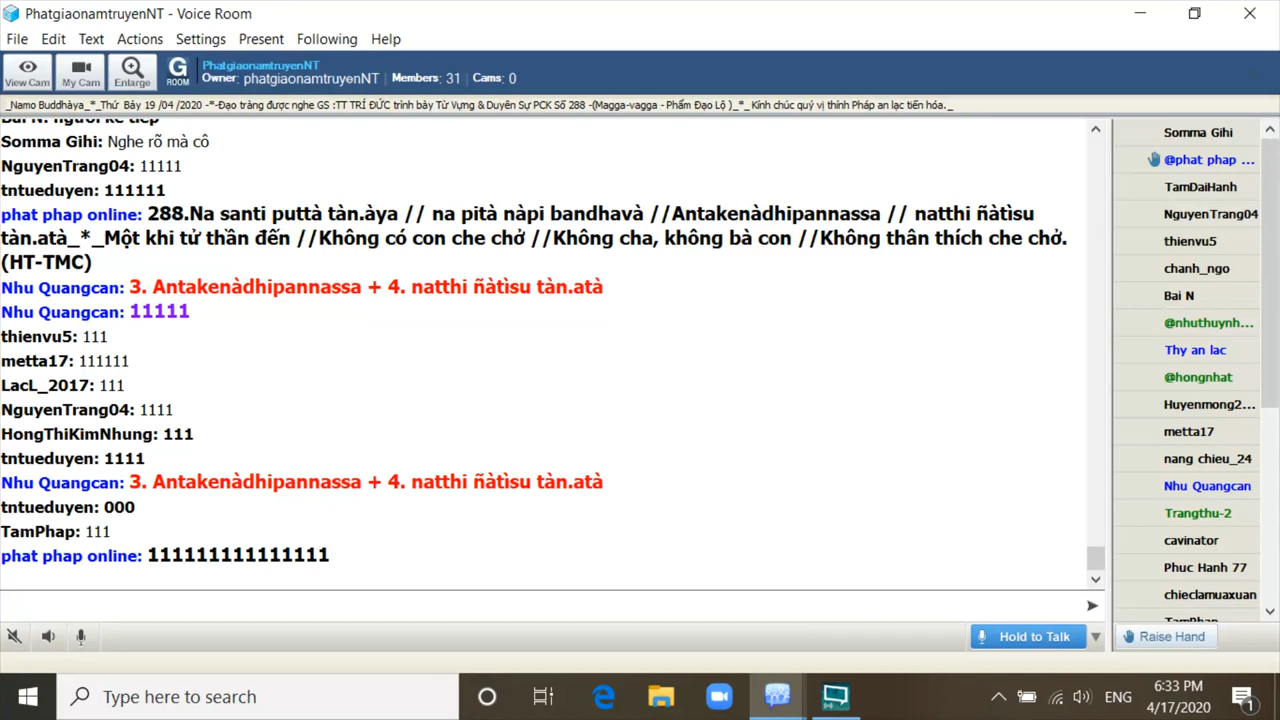 PhatgiaonamtruyenNT - Voice Room
File Edit Text Actions Settings Present Following Help
View Cam My Cam Enlarge G ROOM PhatgiaonamtruyenNT
Owner: phatgiaonamtruyenNT Members: 31 Cams: 0
_Namo Buddhàya_*_Thứ Bảy 19 /04 /2020 -*-Đạo tràng được nghe GS :TT TRÍ ĐỨC trình bày Từ Vựng & Duyên Sự PCK Số 288 -(Magga-vagga - Phẩm Đạo Lộ )_*_ Kính chúc quý vị thính Pháp an lạc tiến hóa._
Bai N: người kế tiếp
Somma Gihi: Nghe rõ mà cô
NguyenTrang04: 11111
tntueduyen: 111111
phat phap online: 288.Na santi puttà tàn.àya // na pità nàpi bandhavà //Antakenàdhipannassa // natthi ñàtìsu
tàn.atà_*_Một khi tử thần đến //Không có con che chở //Không cha, không bà con //Không thân thích che chở.
(HT-TMC)
Nhu Quangcan: 3. Antakenàdhipannassa + 4. natthi ñàtìsu tàn.atà
Nhu Quangcan: 11111
thienvu5: 111
metta17: 111111
LacL_2017: 111
NguyenTrang04: 1111
HongThiKimNhung: 111
tntueduyen: 1111
Nhu Quangcan: 3. Antakenàdhipannassa + 4. natthi ñàtìsu tàn.atà
tntueduyen: 000
TamPhap: 111
phat phap online: 111111111111111
Somma Gihi
@phat phap ...
TamDaiHanh
NguyenTrang04
thienvu5
chanh_ngo
Bai N
@nhuthuynh...
Thy an lac
@hongnhat
Huyenmong2...
metta17
nang chieu_24
Nhu Quangcan
Trangthu-2
cavinator
Phuc Hanh 77
chieclamuaxuan
TamPhap
Hold to Talk Raise Hand
Type here to search
ENG
6:33 PM
4/17/2020
1